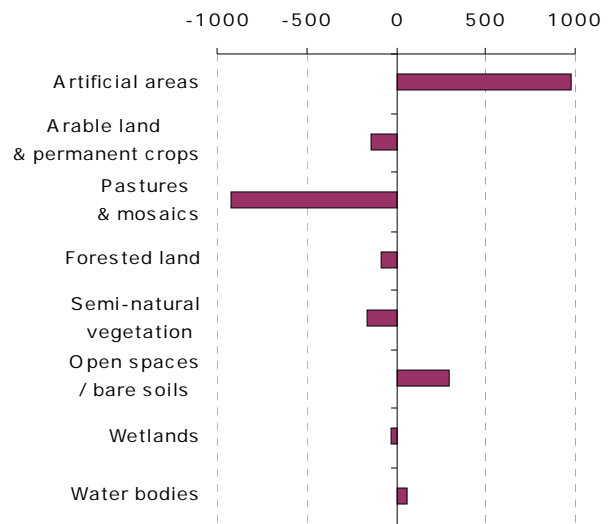 -1000 -500 0 500 1000
Artificial areas
Arable land
& permanent crops
Pastures
& mosaics
Forested land
Semi-natural
vegetation
Open spaces
/ bare soils
Wetlands
Water bodies